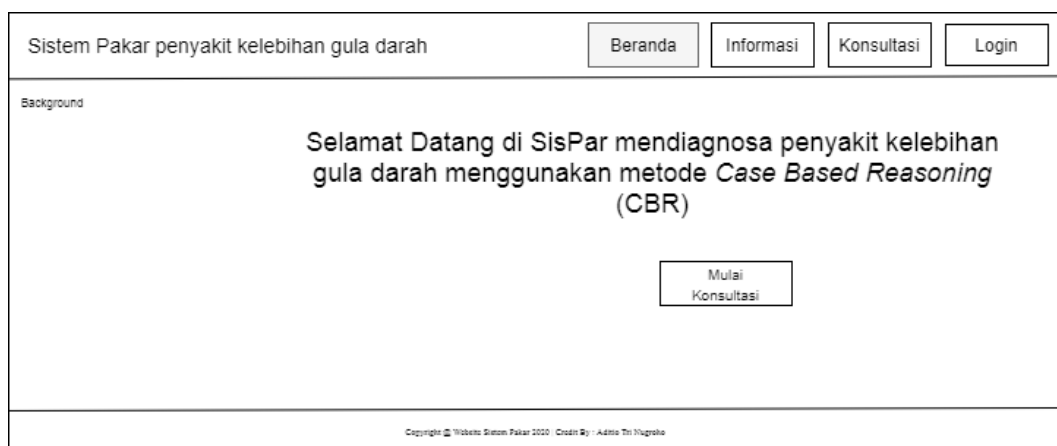 Sistem Pakar penyakit kelebihan gula darah
Beranda
Informasi
Konsultasi
Login
Background
Selamat Datang di SisPar mendiagnosa penyakit kelebihan
gula darah menggunakan metode Case Based Reasoning
(CBR)
Mulai
Konsultasi
Copyright @ Website Sistem Pakar 2020 | Credit By : Aditio Tri Nugroho